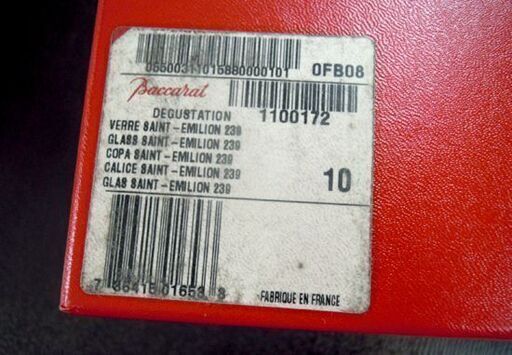 0FB08
Baccarat
DEGUSTATION 1100172
VERRE SAINT-EMILION 239
GLASS SAINT-EMILION 239
COPA SAINT-EMILION 239
CALICE SAINT-EMILION 239
GLAS SAINT-EMILION 239
10
FABRIQUE EN FRANCE